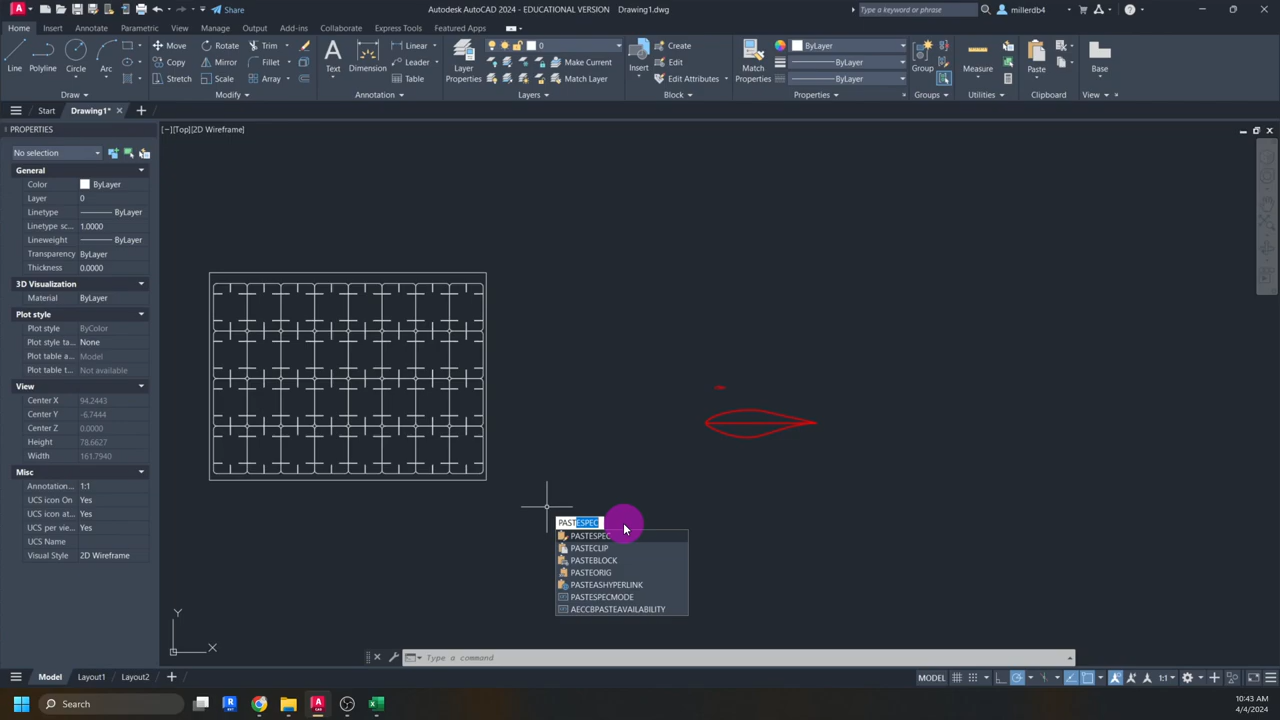 Share
Autodesk AutoCAD 2024 - EDUCATIONAL VERSION Drawing1.dwg
Type a keyword or phrase
millerdb4
Home Insert Annotate Parametric View Manage Output Add-ins Collaborate Express Tools Featured Apps
Line
Polyline
Circle
Arc
Move
Rotate
Trim
Copy
Mirror
Fillet
Stretch
Scale
Array
Text
Dimension
Linear
Leader
Table
Layer
Properties
0
Make Current
Match Layer
Insert
Create
Edit
Edit Attributes
Match
Properties
ByLayer
ByLayer
ByLayer
Group
Measure
Paste
Base
Draw
Modify
Annotation
Layers
Block
Properties
Groups
Utilities
Clipboard
View
Start
Drawing1*
PROPERTIES
[−][Top][2D Wireframe]
No selection
General
Color ByLayer
Layer 0
Linetype ByLayer
Linetype sc... 1.0000
Lineweight ByLayer
Transparency ByLayer
Thickness 0.0000
3D Visualization
Material ByLayer
Plot style
Plot style ByColor
Plot style ta... None
Plot table a... Model
Plot table t... Not available
View
Center X 94.2443
Center Y -6.7444
Center Z 0.0000
Height 78.6627
Width 161.7940
Misc
Annotation... 1:1
UCS icon On Yes
UCS icon at... Yes
UCS per vie... Yes
Visual Style 2D Wireframe
PASTESPEC
PASTESPEC
PASTECLIP
PASTEBLOCK
PASTEORIG
PASTEASHYPERLINK
PASTESPECMODE
AECCBPASTEAVAILABILITY
Y
X
Type a command
Model Layout1 Layout2
MODEL
1:1
Search
10:43 AM
4/4/2024